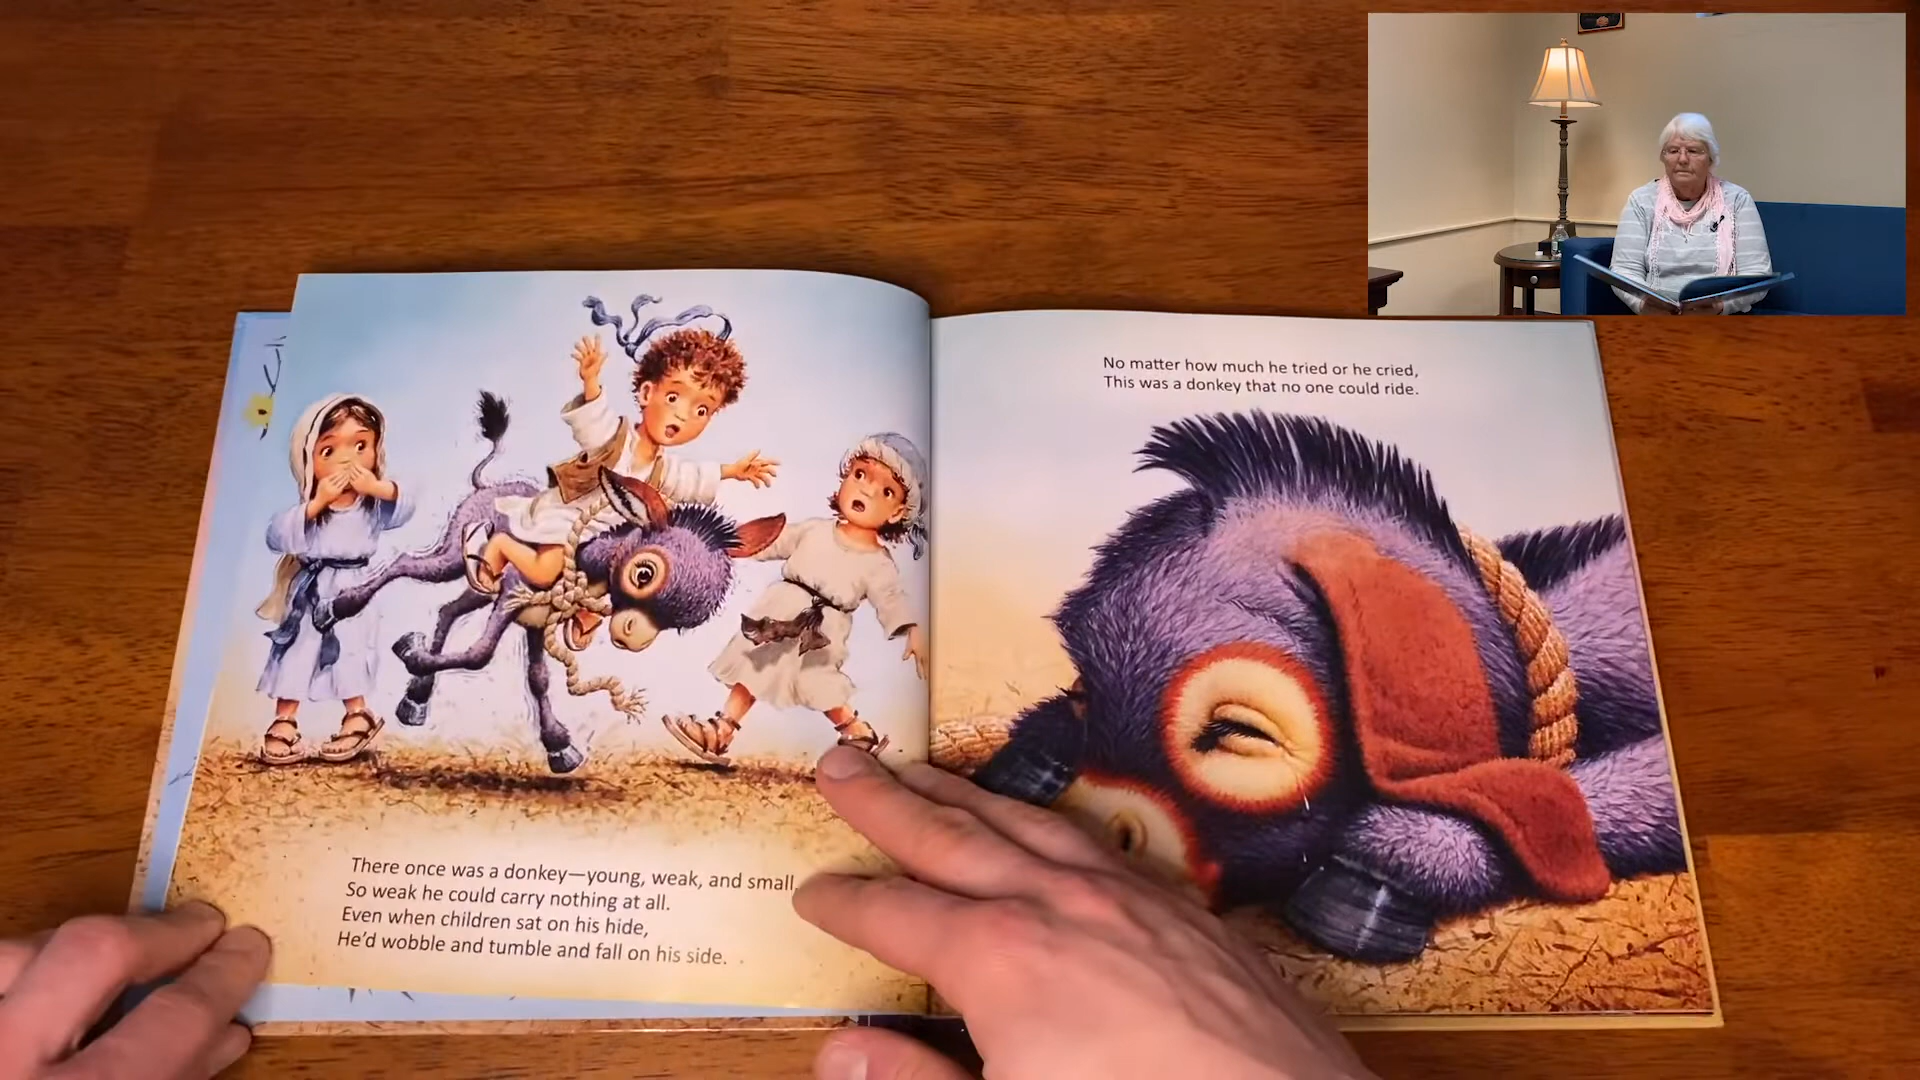 There once was a donkey—young, weak, and small,
So weak he could carry nothing at all.
Even when children sat on his hide,
He'd wobble and tumble and fall on his side.
No matter how much he tried or he cried,
This was a donkey that no one could ride.